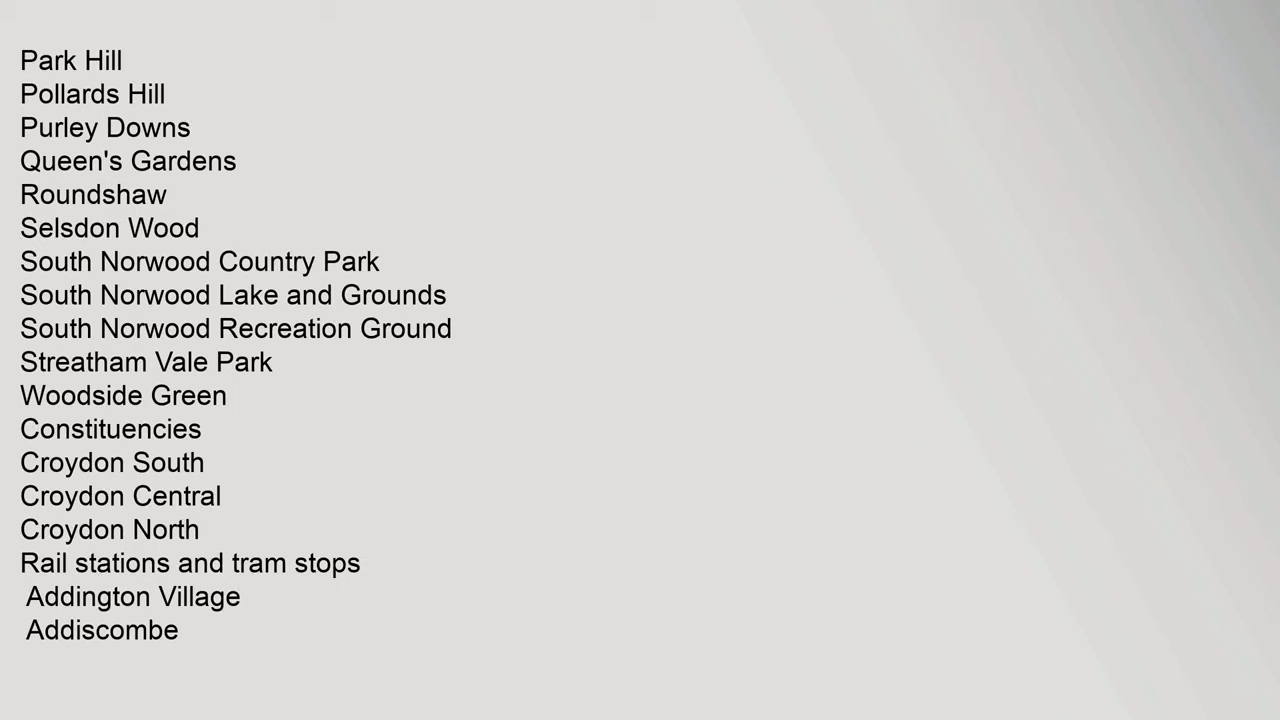 Park Hill
Pollards Hill
Purley Downs
Queen's Gardens
Roundshaw
Selsdon Wood
South Norwood Country Park
South Norwood Lake and Grounds
South Norwood Recreation Ground
Streatham Vale Park
Woodside Green
Constituencies
Croydon South
Croydon Central
Croydon North
Rail stations and tram stops
Addington Village
Addiscombe